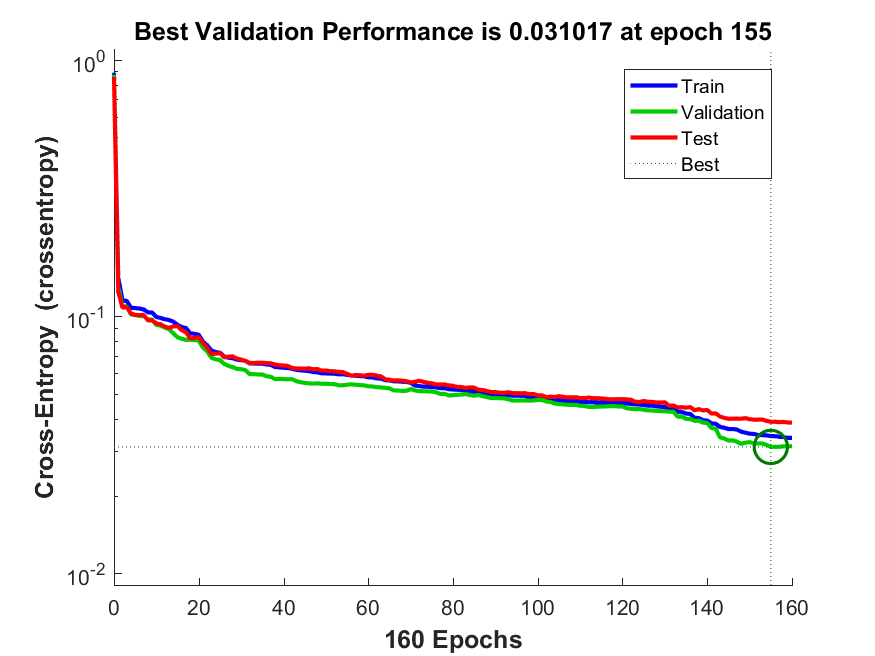 Best Validation Performance is 0.031017 at epoch 155
10^0
10^-1
10^-2
Cross-Entropy (crossentropy)
Train
Validation
Test
Best
0 20 40 60 80 100 120 140 160
160 Epochs